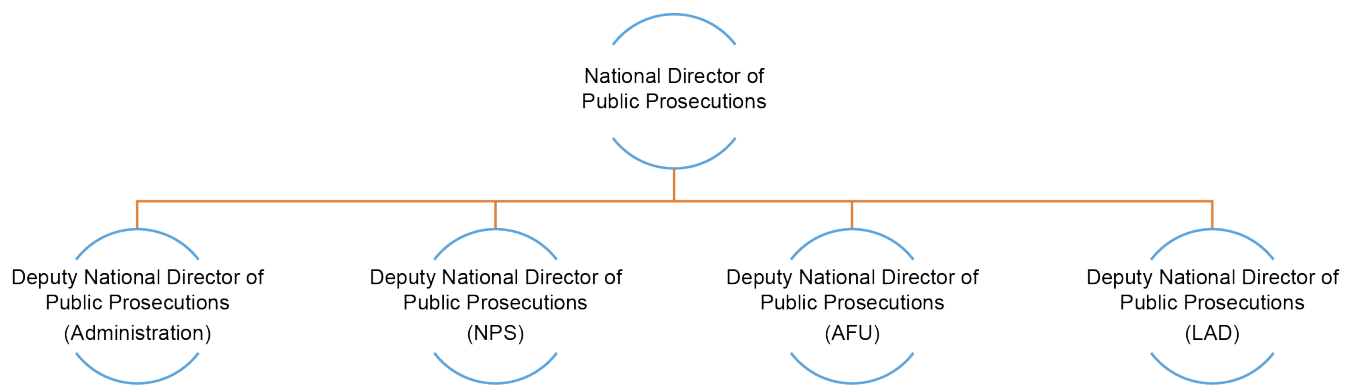 National Director of
Public Prosecutions
Deputy National Director of
Public Prosecutions
(Administration)
Deputy National Director of
Public Prosecutions
(NPS)
Deputy National Director of
Public Prosecutions
(AFU)
Deputy National Director of
Public Prosecutions
(LAD)